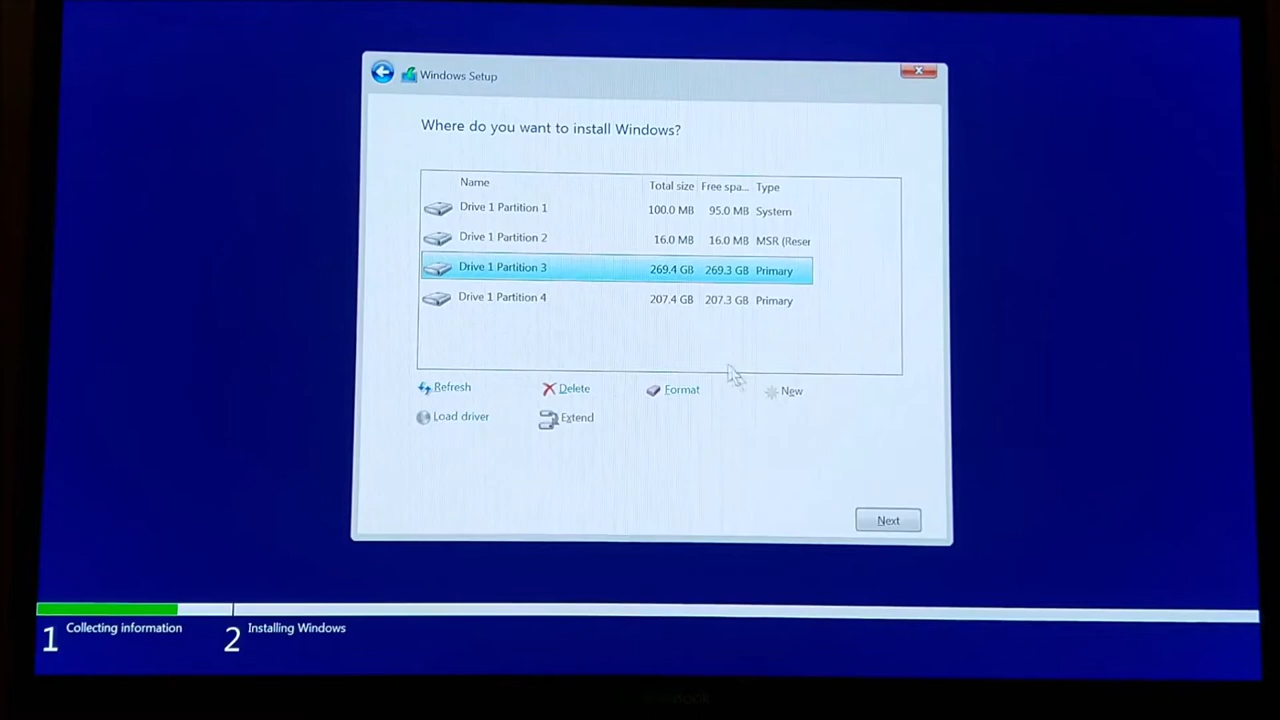 Windows Setup
Where do you want to install Windows?
Name Total size Free spa... Type
Drive 1 Partition 1 100.0 MB 95.0 MB System
Drive 1 Partition 2 16.0 MB 16.0 MB MSR (Reser
Drive 1 Partition 3 269.4 GB 269.3 GB Primary
Drive 1 Partition 4 207.4 GB 207.3 GB Primary
Refresh Delete Format New
Load driver Extend
Next
1 Collecting information 2 Installing Windows